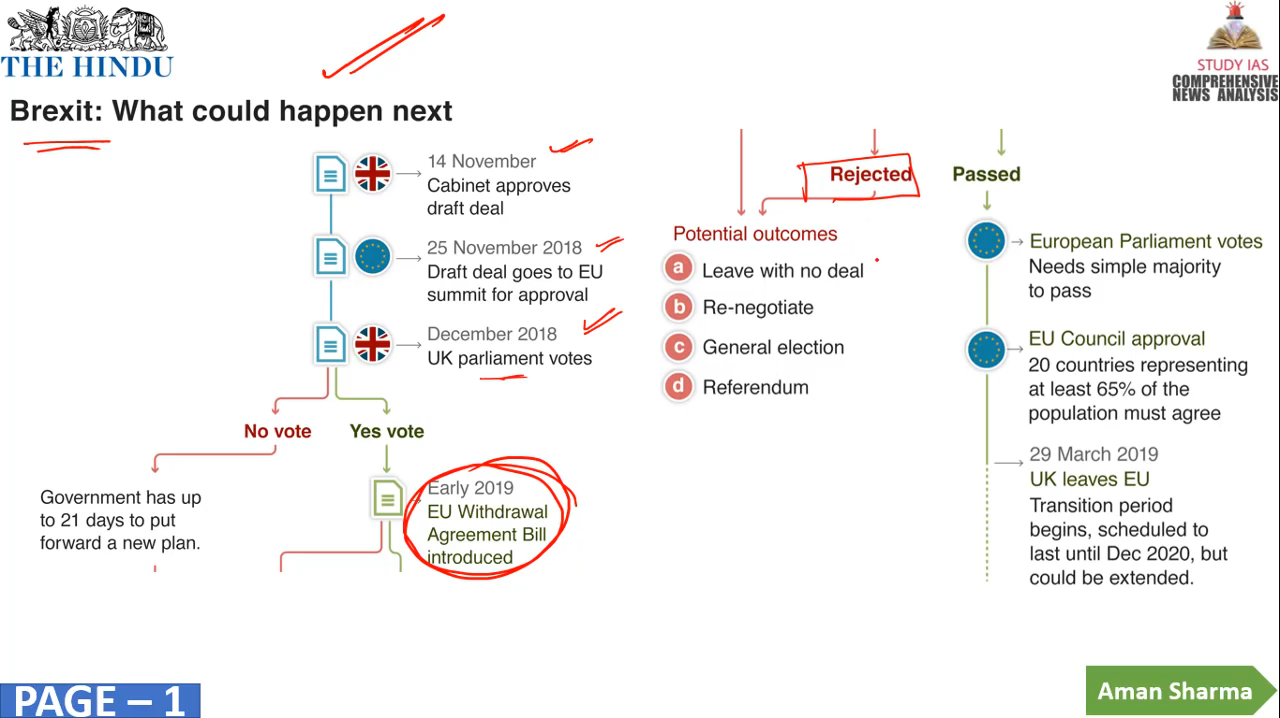 THE HINDU
STUDY IAS
COMPREHENSIVE
NEWS ANALYSIS
Brexit: What could happen next
14 November
Cabinet approves
draft deal
25 November 2018
Draft deal goes to EU
summit for approval
December 2018
UK parliament votes
No vote
Yes vote
Government has up
to 21 days to put
forward a new plan.
Early 2019
EU Withdrawal
Agreement Bill
introduced
Rejected
Passed
Potential outcomes
a Leave with no deal
b Re-negotiate
c General election
d Referendum
European Parliament votes
Needs simple majority
to pass
EU Council approval
20 countries representing
at least 65% of the
population must agree
29 March 2019
UK leaves EU
Transition period
begins, scheduled to
last until Dec 2020, but
could be extended.
PAGE – 1
Aman Sharma